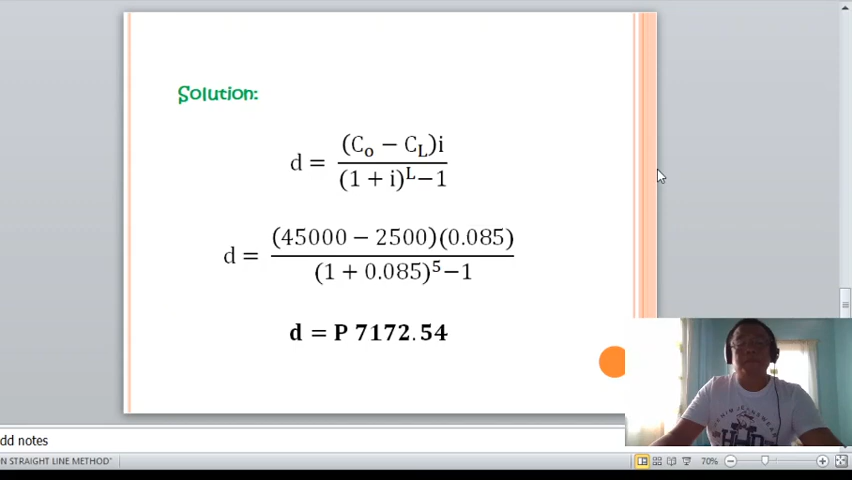 Solution:
d = (C₀ − C_L)i / (1 + i)^L−1
d = (45000 − 2500)(0.085) / (1 + 0.085)⁵−1
d = P 7172.54
dd notes
N STRAIGHT LINE METHOD"
70%